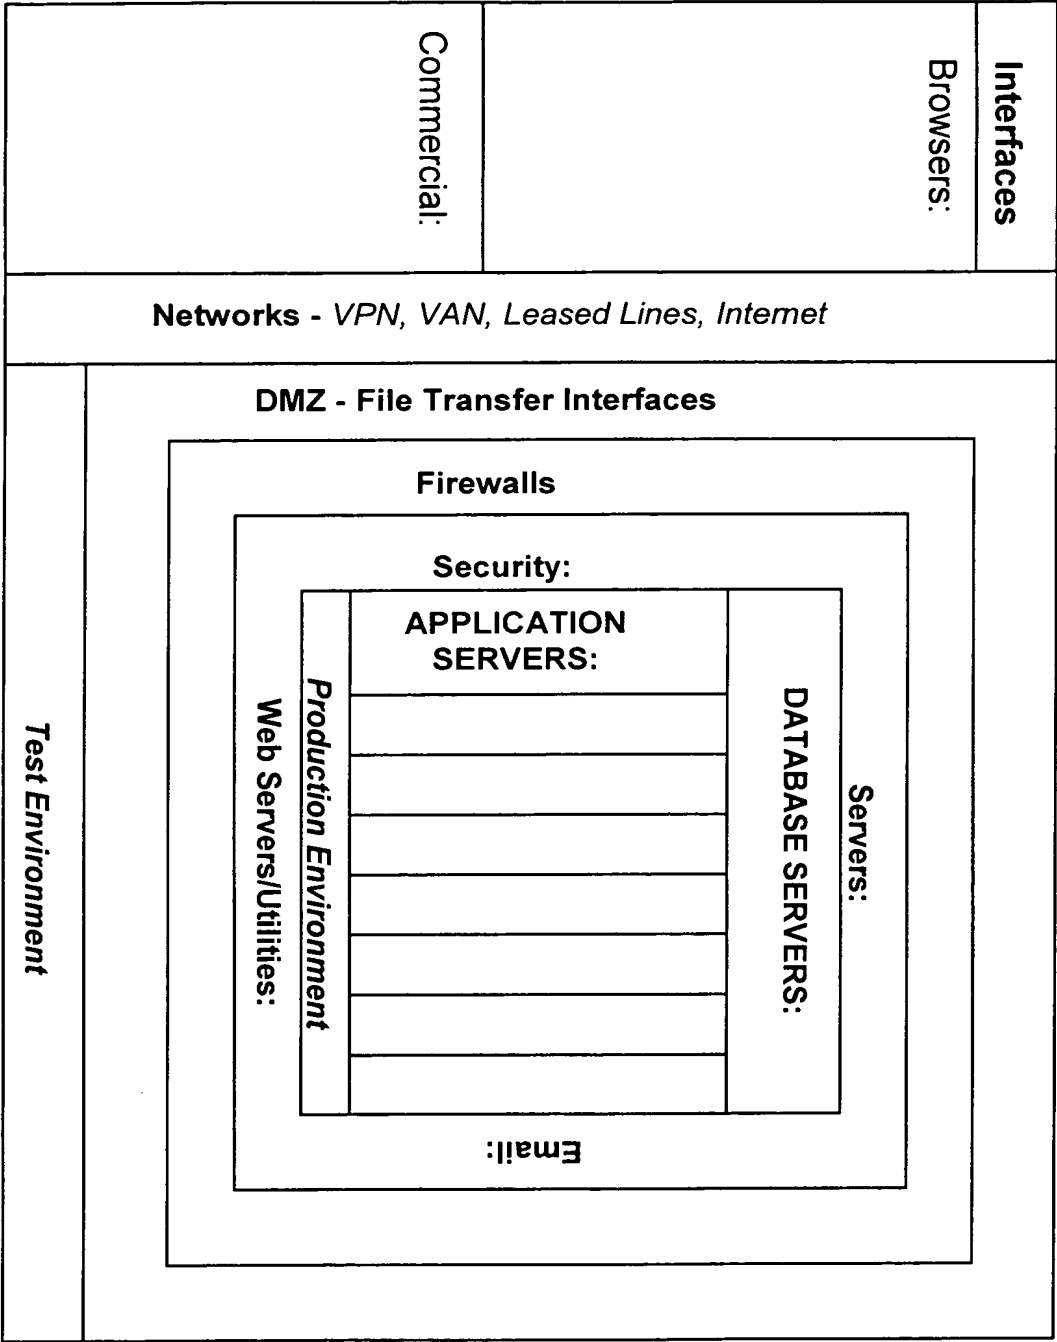 Interfaces
Browsers:
Commercial:
Networks - VPN, VAN, Leased Lines, Internet
DMZ - File Transfer Interfaces
Firewalls
Security:
APPLICATION
SERVERS:
DATABASE SERVERS:
Servers:
Production Environment
Web Servers/Utilities:
Email:
Test Environment